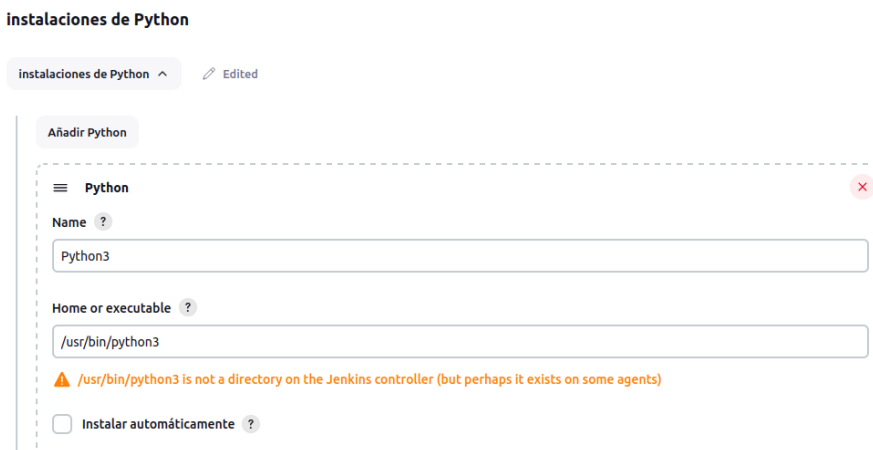 instalaciones de Python
instalaciones de Python
Edited
Añadir Python
Python
Name ?
Python3
Home or executable ?
/usr/bin/python3
/usr/bin/python3 is not a directory on the Jenkins controller (but perhaps it exists on some agents)
Instalar automáticamente ?